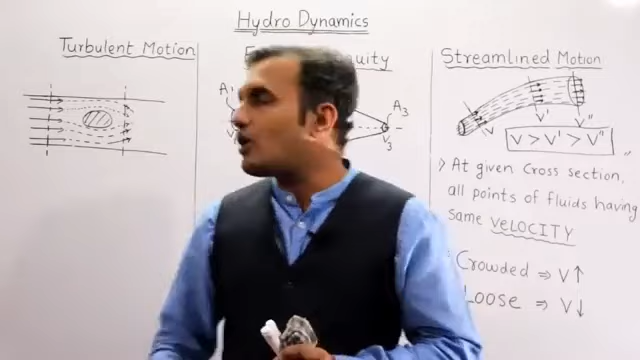 Hydro Dynamics
Turbulent Motion
Streamlined Motion
A'
A3
V3
V
V'
V"
V > V' > V"
> At given Cross section,
all points of fluids having
same VELOCITY
Crowded ⇒ V↑
Loose ⇒ V↓